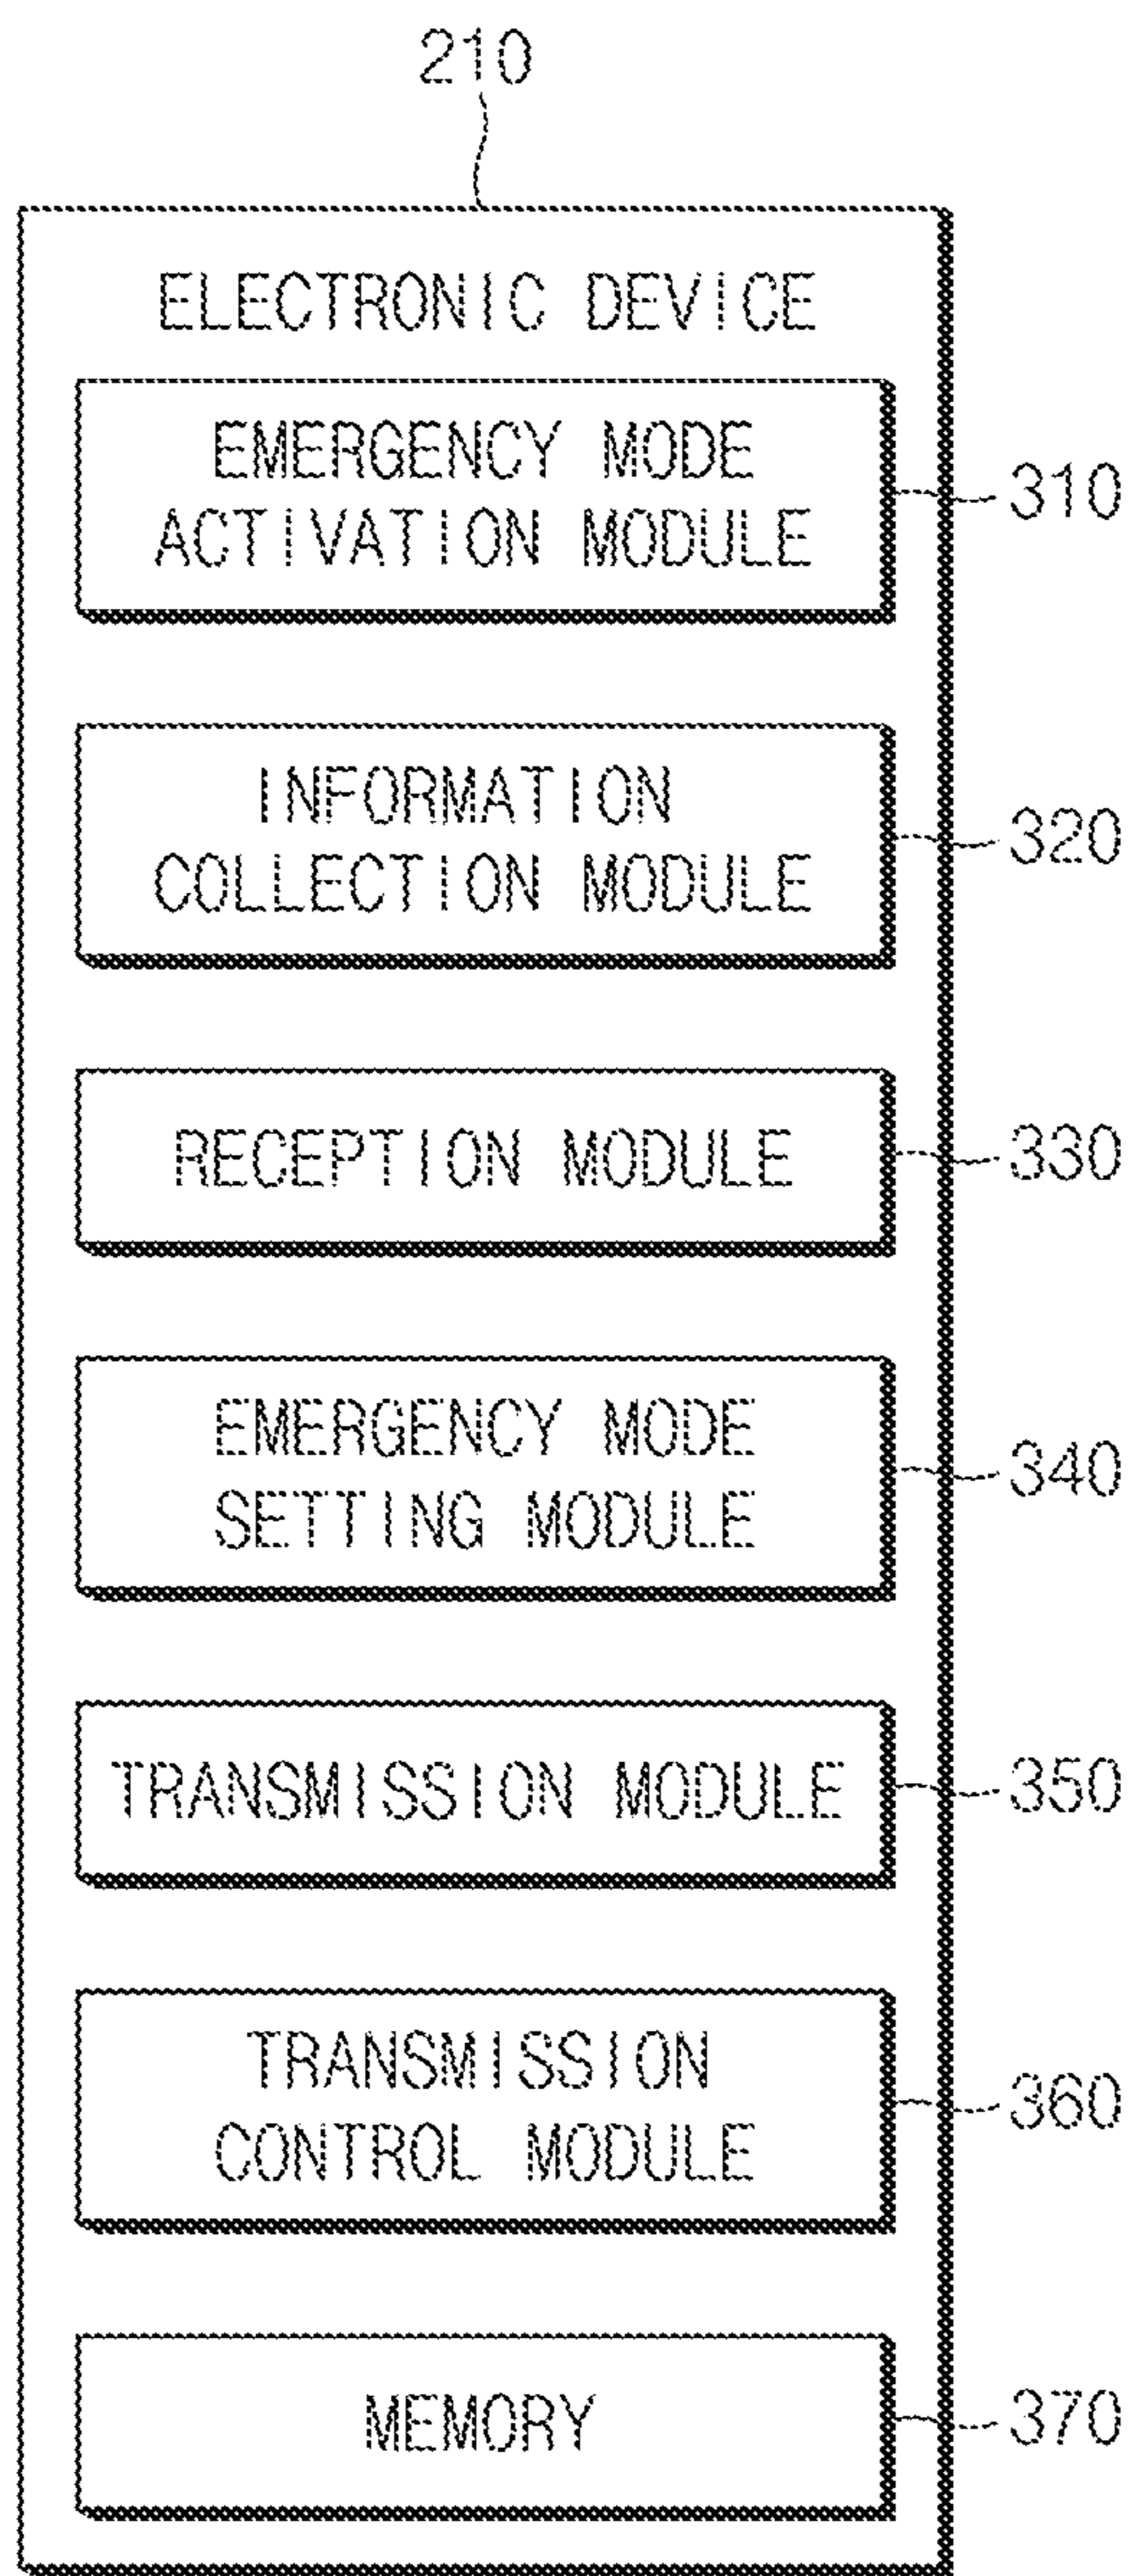 210
ELECTRONIC DEVICE
EMERGENCY MODE
ACTIVATION MODULE
310
INFORMATION
COLLECTION MODULE
320
RECEPTION MODULE
330
EMERGENCY MODE
SETTING MODULE
340
TRANSMISSION MODULE
350
TRANSMISSION
CONTROL MODULE
360
MEMORY
370